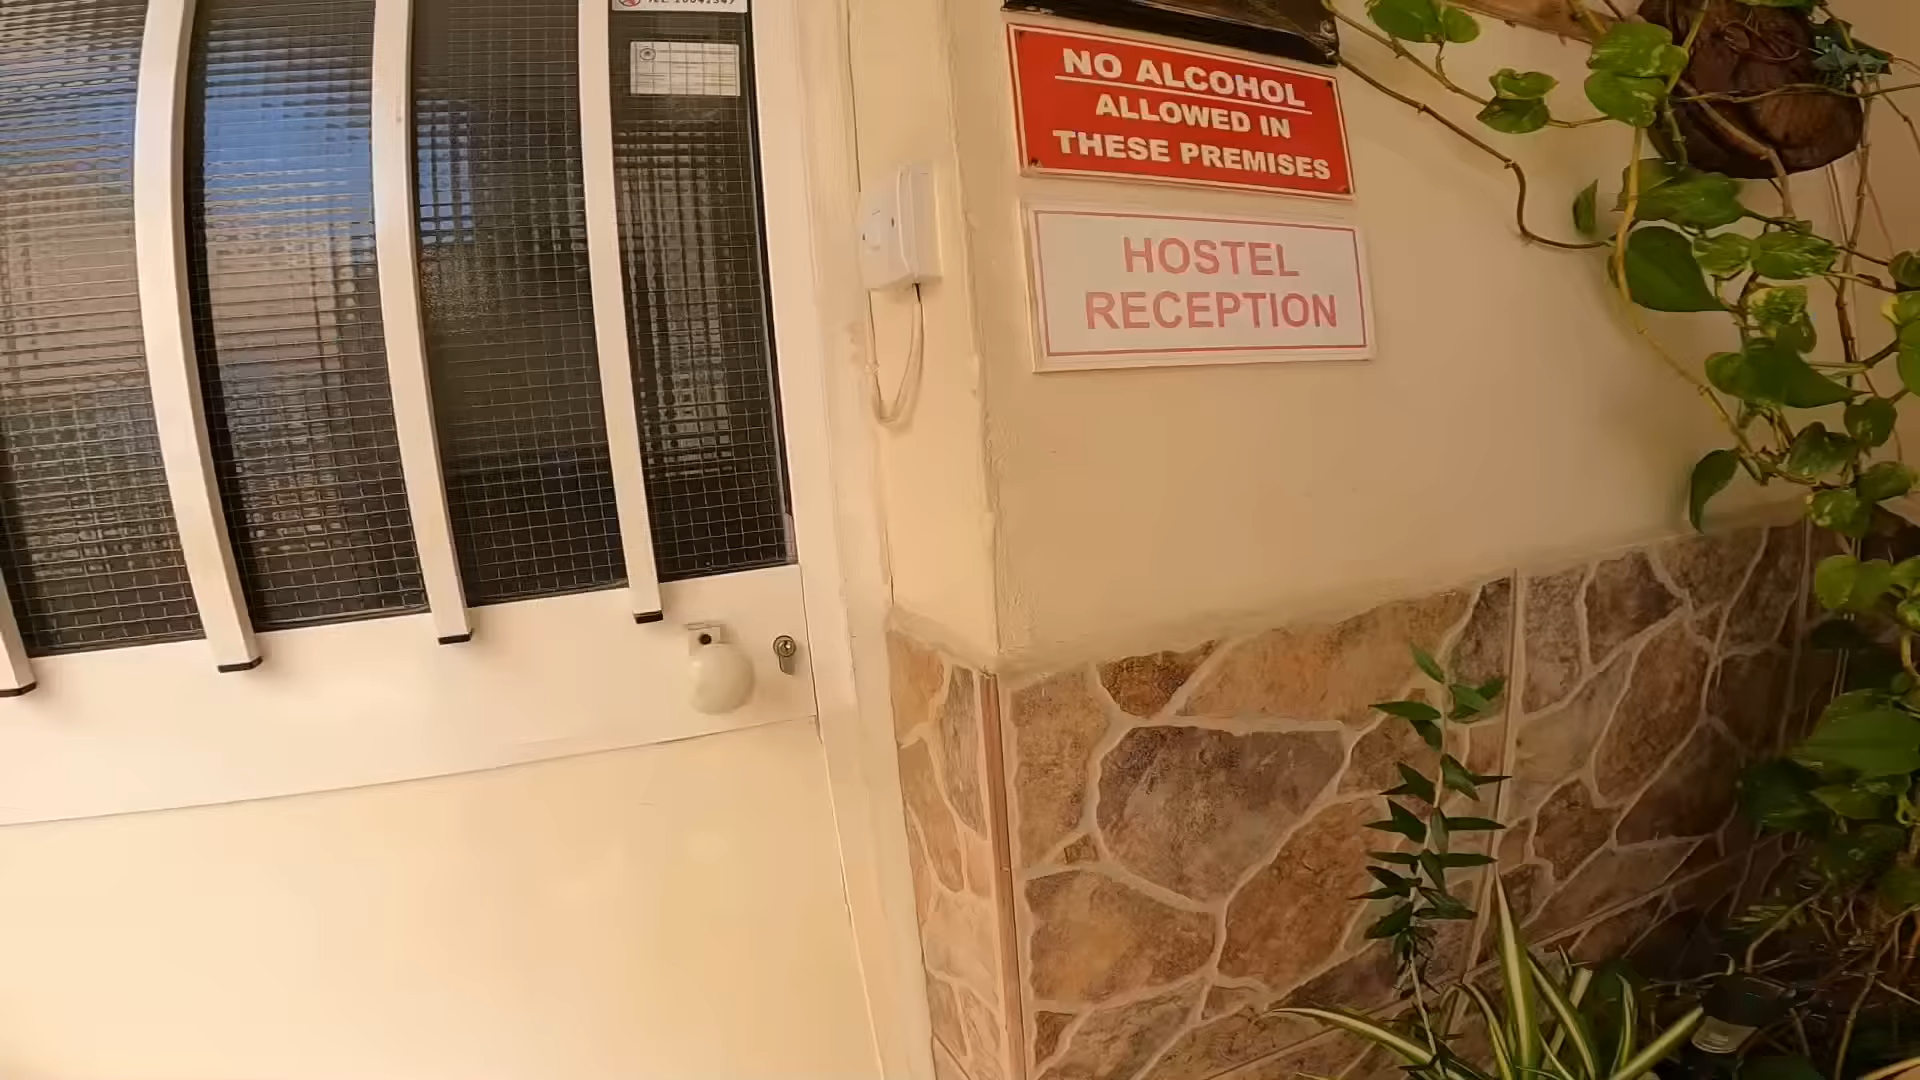 NO ALCOHOL
ALLOWED IN
THESE PREMISES
HOSTEL
RECEPTION